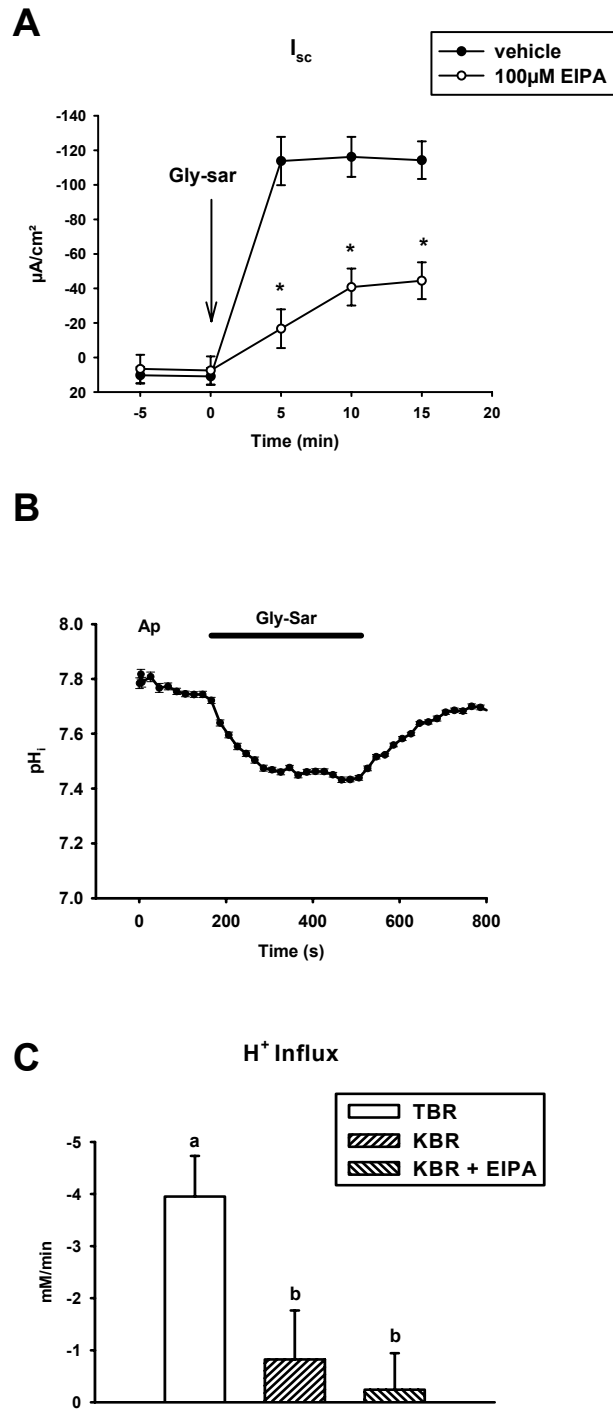 A
I_sc
vehicle
100µM EIPA
-140
-120
-100
-80
-60
-40
-20
0
20
µA/cm²
Gly-sar
*
*
*
-5 0 5 10 15 20
Time (min)
B
8.0
7.8
7.6
7.4
7.2
7.0
pH_i
Ap
Gly-Sar
0 200 400 600 800
Time (s)
C
H⁺ Influx
TBR
KBR
KBR + EIPA
-5
-4
-3
-2
-1
0
mM/min
a
b
b